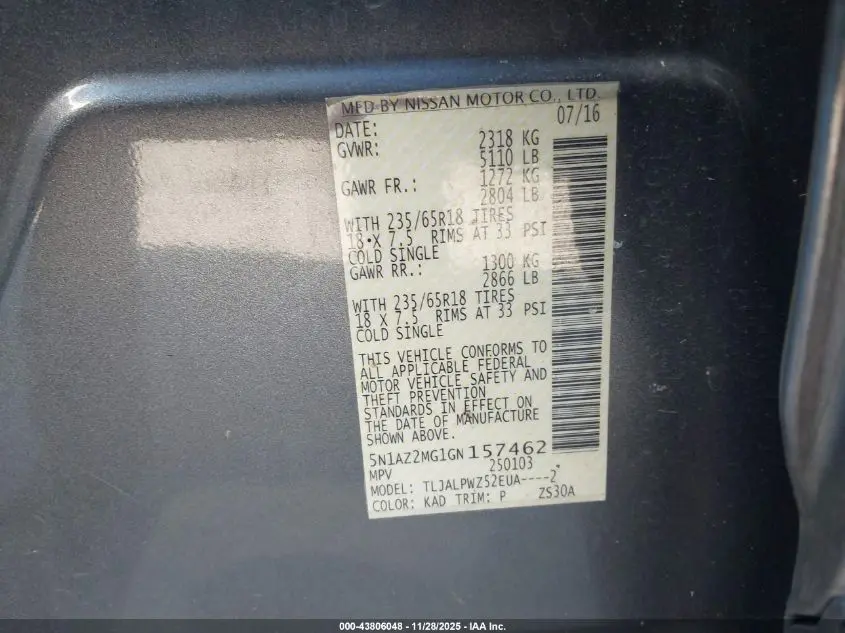 MFD BY NISSAN MOTOR CO., LTD.
DATE: 07/16
GVWR: 2318 KG
5110 LB
GAWR FR.: 1272 KG
2804 LB
WITH 235/65R18 TIRES
18 X 7.5 RIMS AT 33 PSI
COLD SINGLE
GAWR RR.: 1300 KG
2866 LB
WITH 235/65R18 TIRES
18 X 7.5 RIMS AT 33 PSI
COLD SINGLE
THIS VEHICLE CONFORMS TO
ALL APPLICABLE FEDERAL
MOTOR VEHICLE SAFETY AND
THEFT PREVENTION
STANDARDS IN EFFECT ON
THE DATE OF MANUFACTURE
SHOWN ABOVE.
5N1AZ2MG1GN157462
MPV 250103
MODEL: TLJALPWZ52EUA----2
COLOR: KAD TRIM: P ZS30A
000-43806048 - 11/28/2025 - IAA Inc.